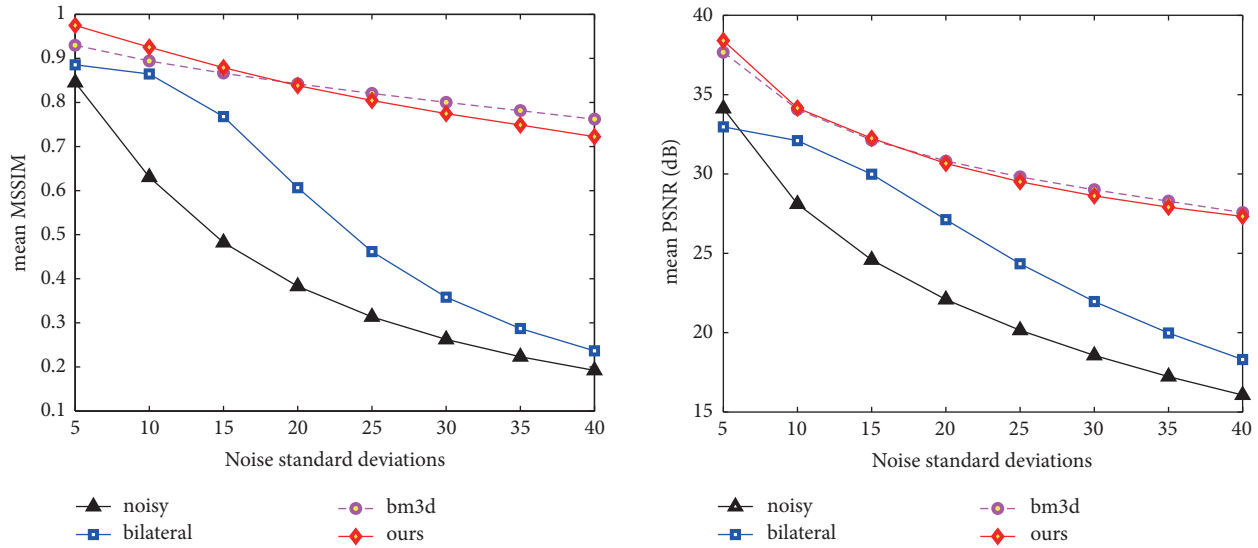 1
0.9
0.8
0.7
0.6
0.5
0.4
0.3
0.2
0.1
mean MSSIM
5 10 15 20 25 30 35 40
Noise standard deviations
noisy
bilateral
bm3d
ours
40
35
30
25
20
15
mean PSNR (dB)
5 10 15 20 25 30 35 40
Noise standard deviations
noisy
bilateral
bm3d
ours